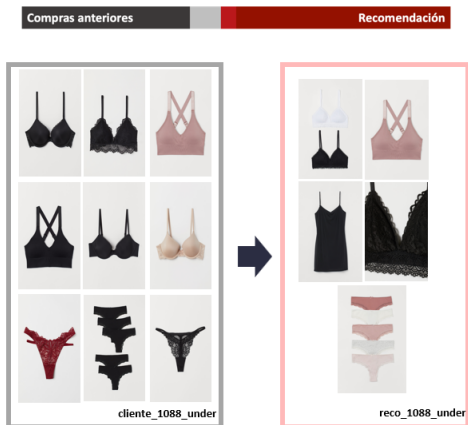 Compras anteriores
Recomendación
cliente_1088_under
reco_1088_under